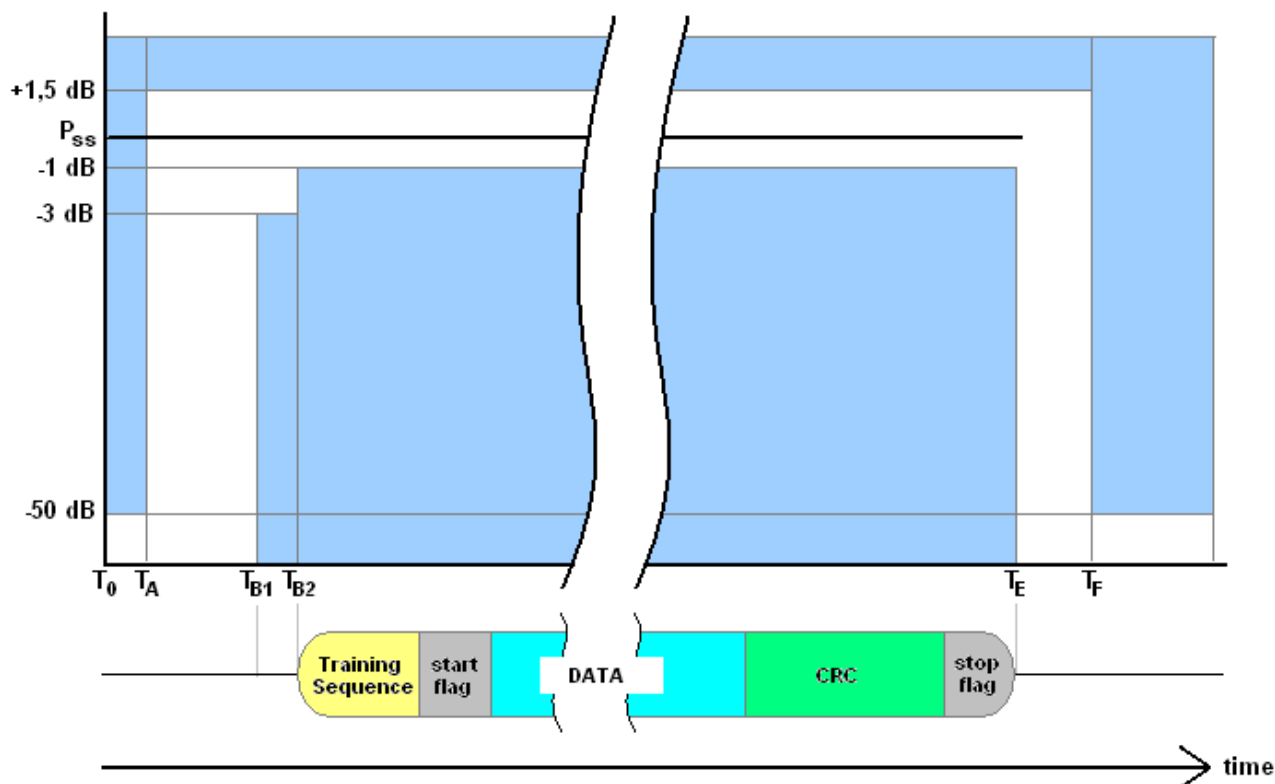 +1,5 dB
Pss
-1 dB
-3 dB
-50 dB
T0 TA TB1 TB2 TE TF
Training Sequence
start flag
DATA
CRC
stop flag
time